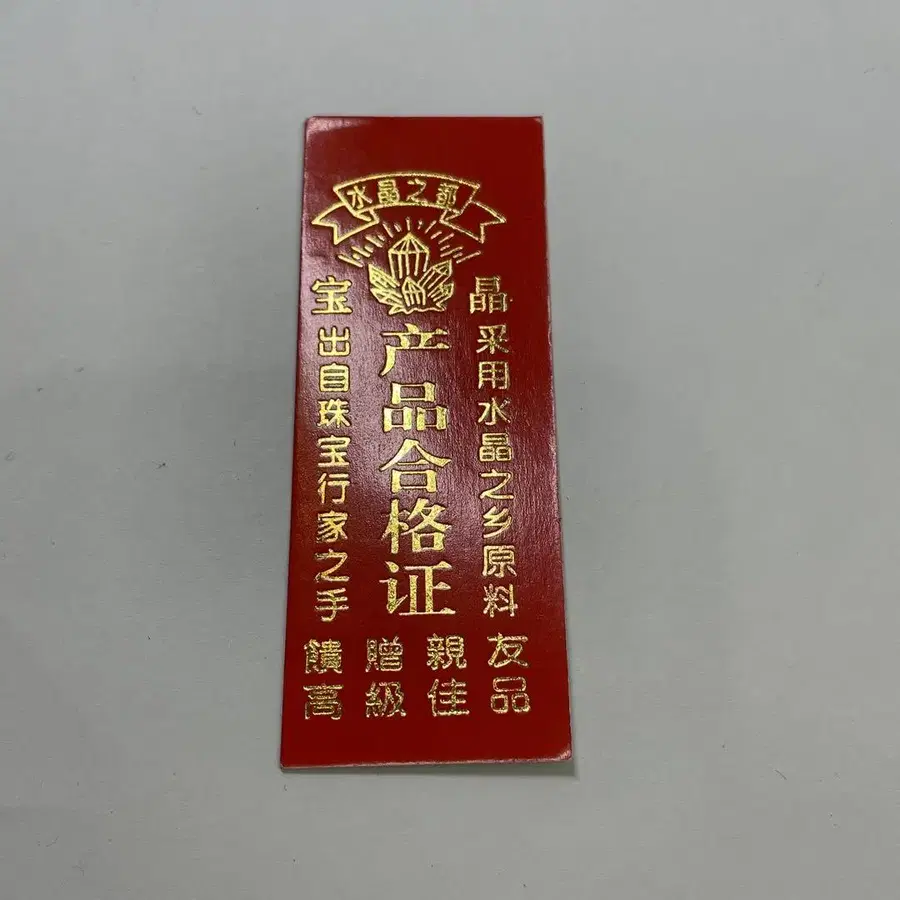 水晶之都
晶采用水晶之乡原料
产品合格证
宝出自珠宝行家之手
饋贈親友
高級佳品